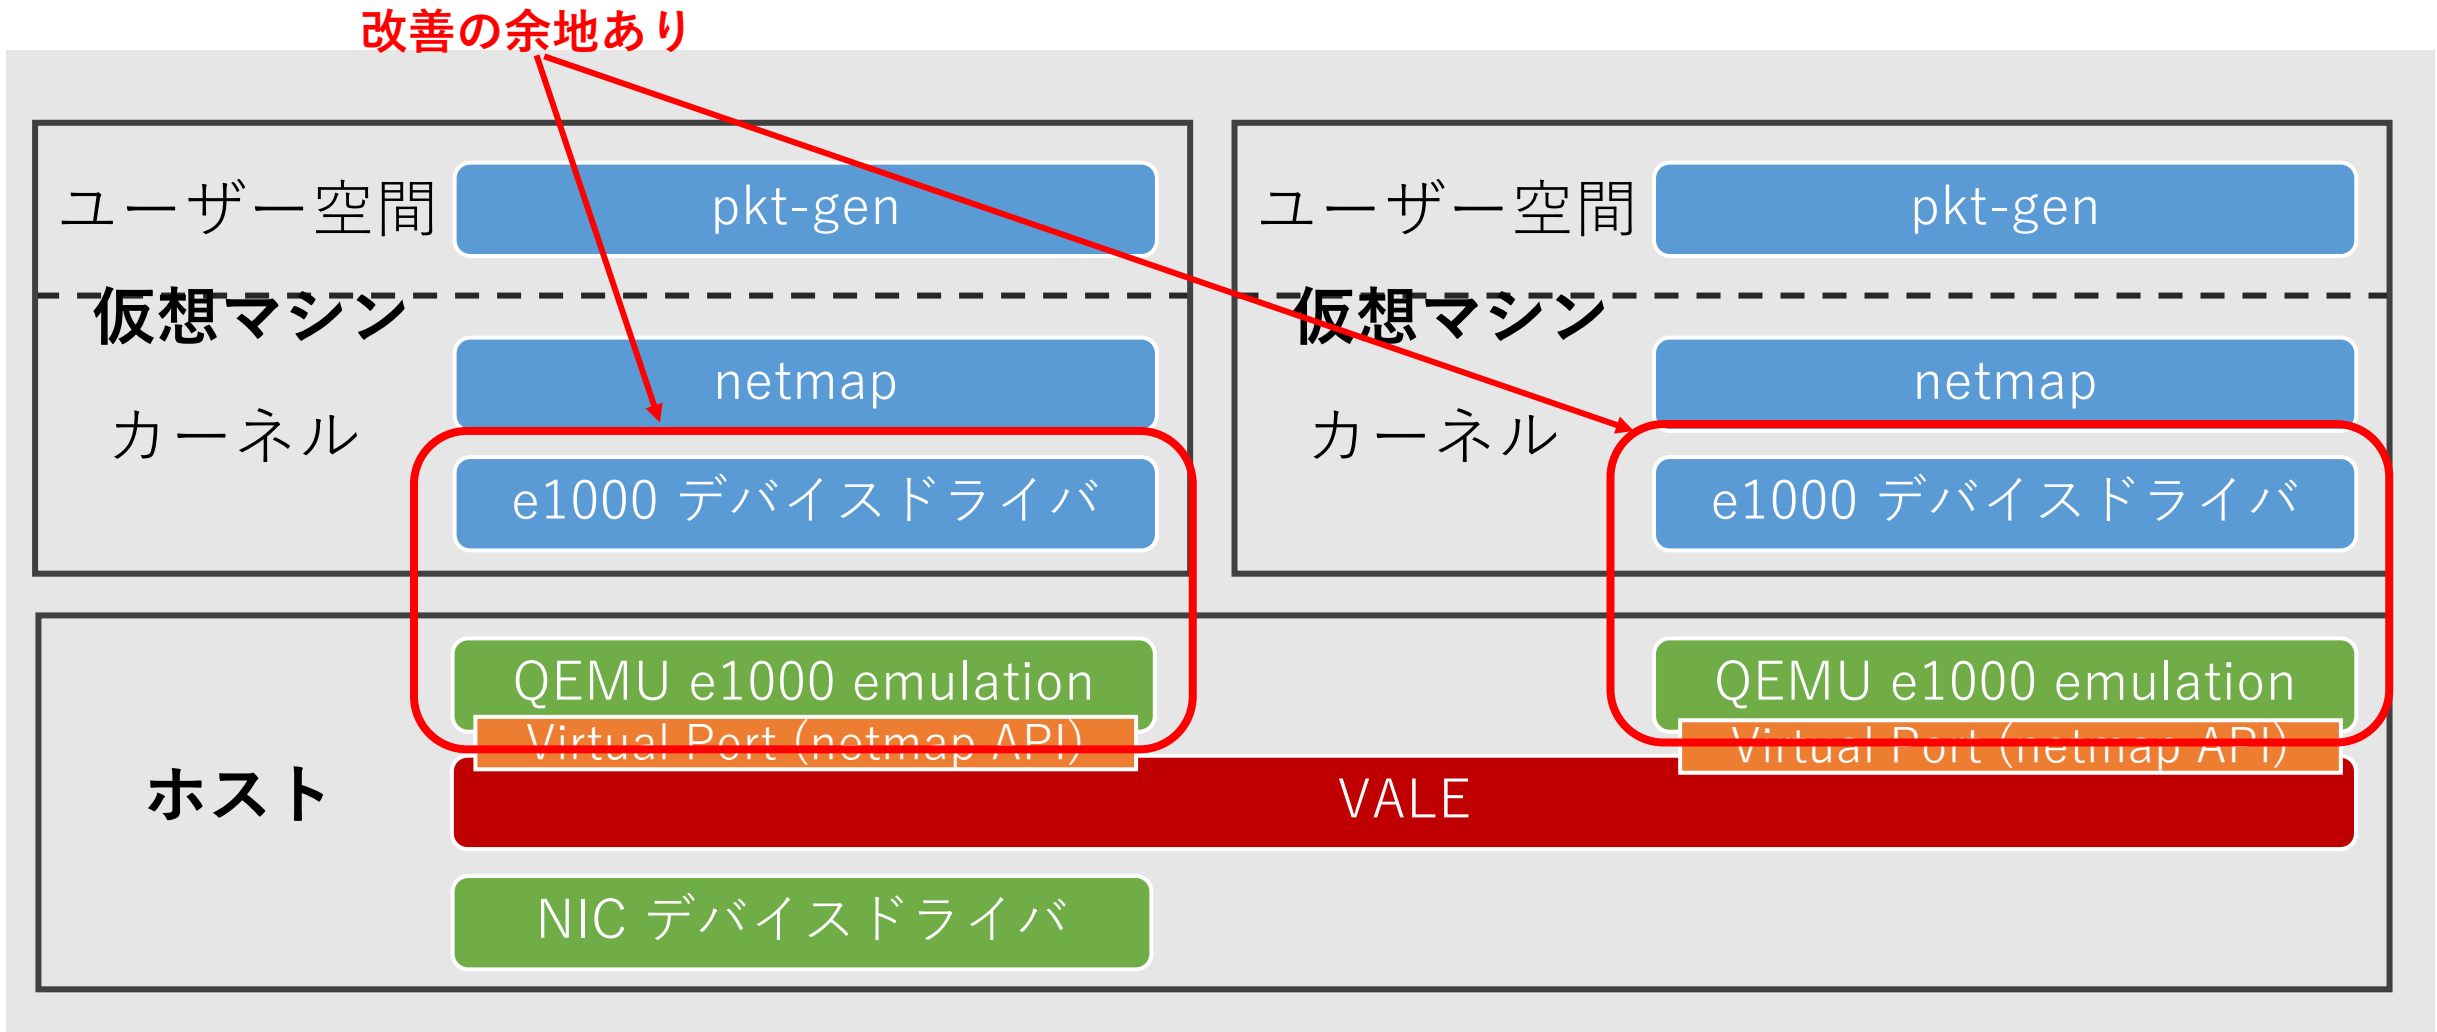 改善の余地あり
ユーザー空間
pkt-gen
仮想マシン
netmap
カーネル
e1000 デバイスドライバ
ユーザー空間
pkt-gen
仮想マシン
netmap
カーネル
e1000 デバイスドライバ
QEMU e1000 emulation
Virtual Port (netmap API)
QEMU e1000 emulation
Virtual Port (netmap API)
ホスト
VALE
NIC デバイスドライバ